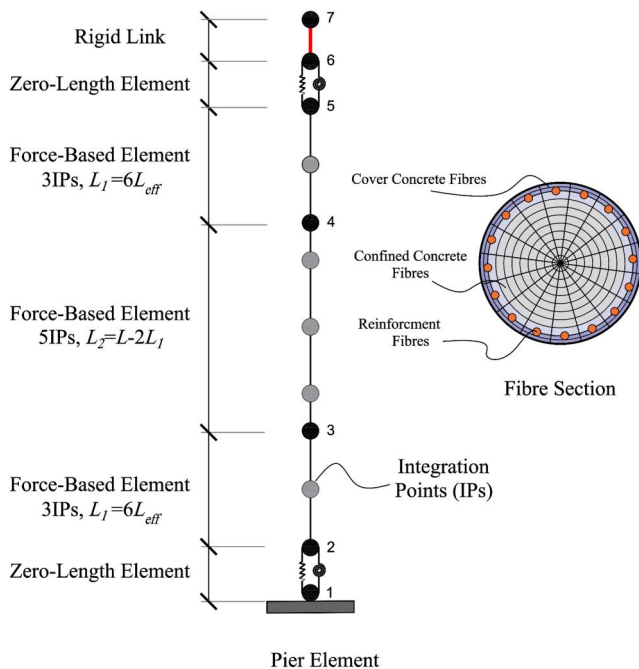 Rigid Link
Zero-Length Element
Force-Based Element
3IPs, L₁=6Leff
Force-Based Element
5IPs, L₂=L-2L₁
Force-Based Element
3IPs, L₁=6Leff
Zero-Length Element
7
6
5
4
3
2
1
Integration
Points (IPs)
Pier Element
Cover Concrete Fibres
Confined Concrete
Fibres
Reinforcment
Fibres
Fibre Section